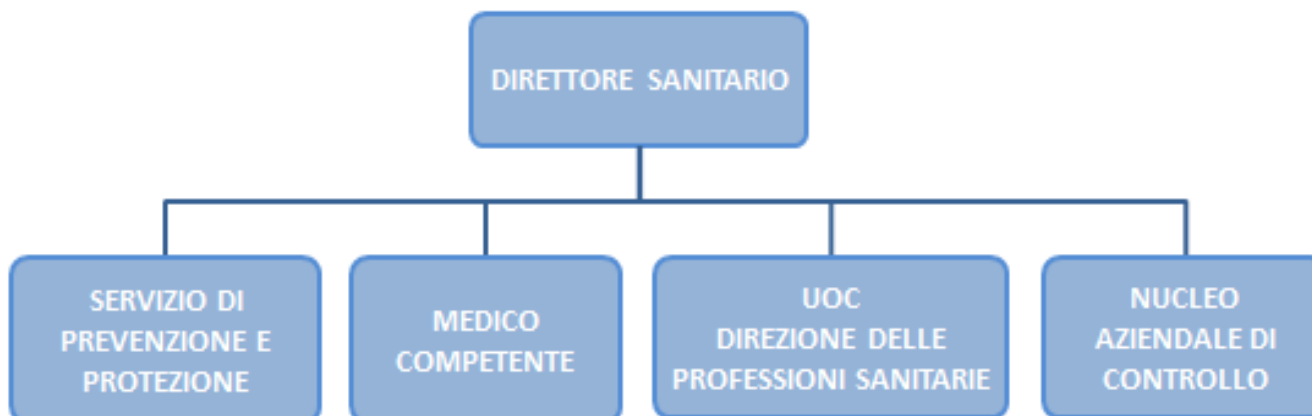 DIRETTORE SANITARIO
SERVIZIO DI
PREVENZIONE E
PROTEZIONE
MEDICO
COMPETENTE
UOC
DIREZIONE DELLE
PROFESSIONI SANITARIE
NUCLEO
AZIENDALE DI
CONTROLLO